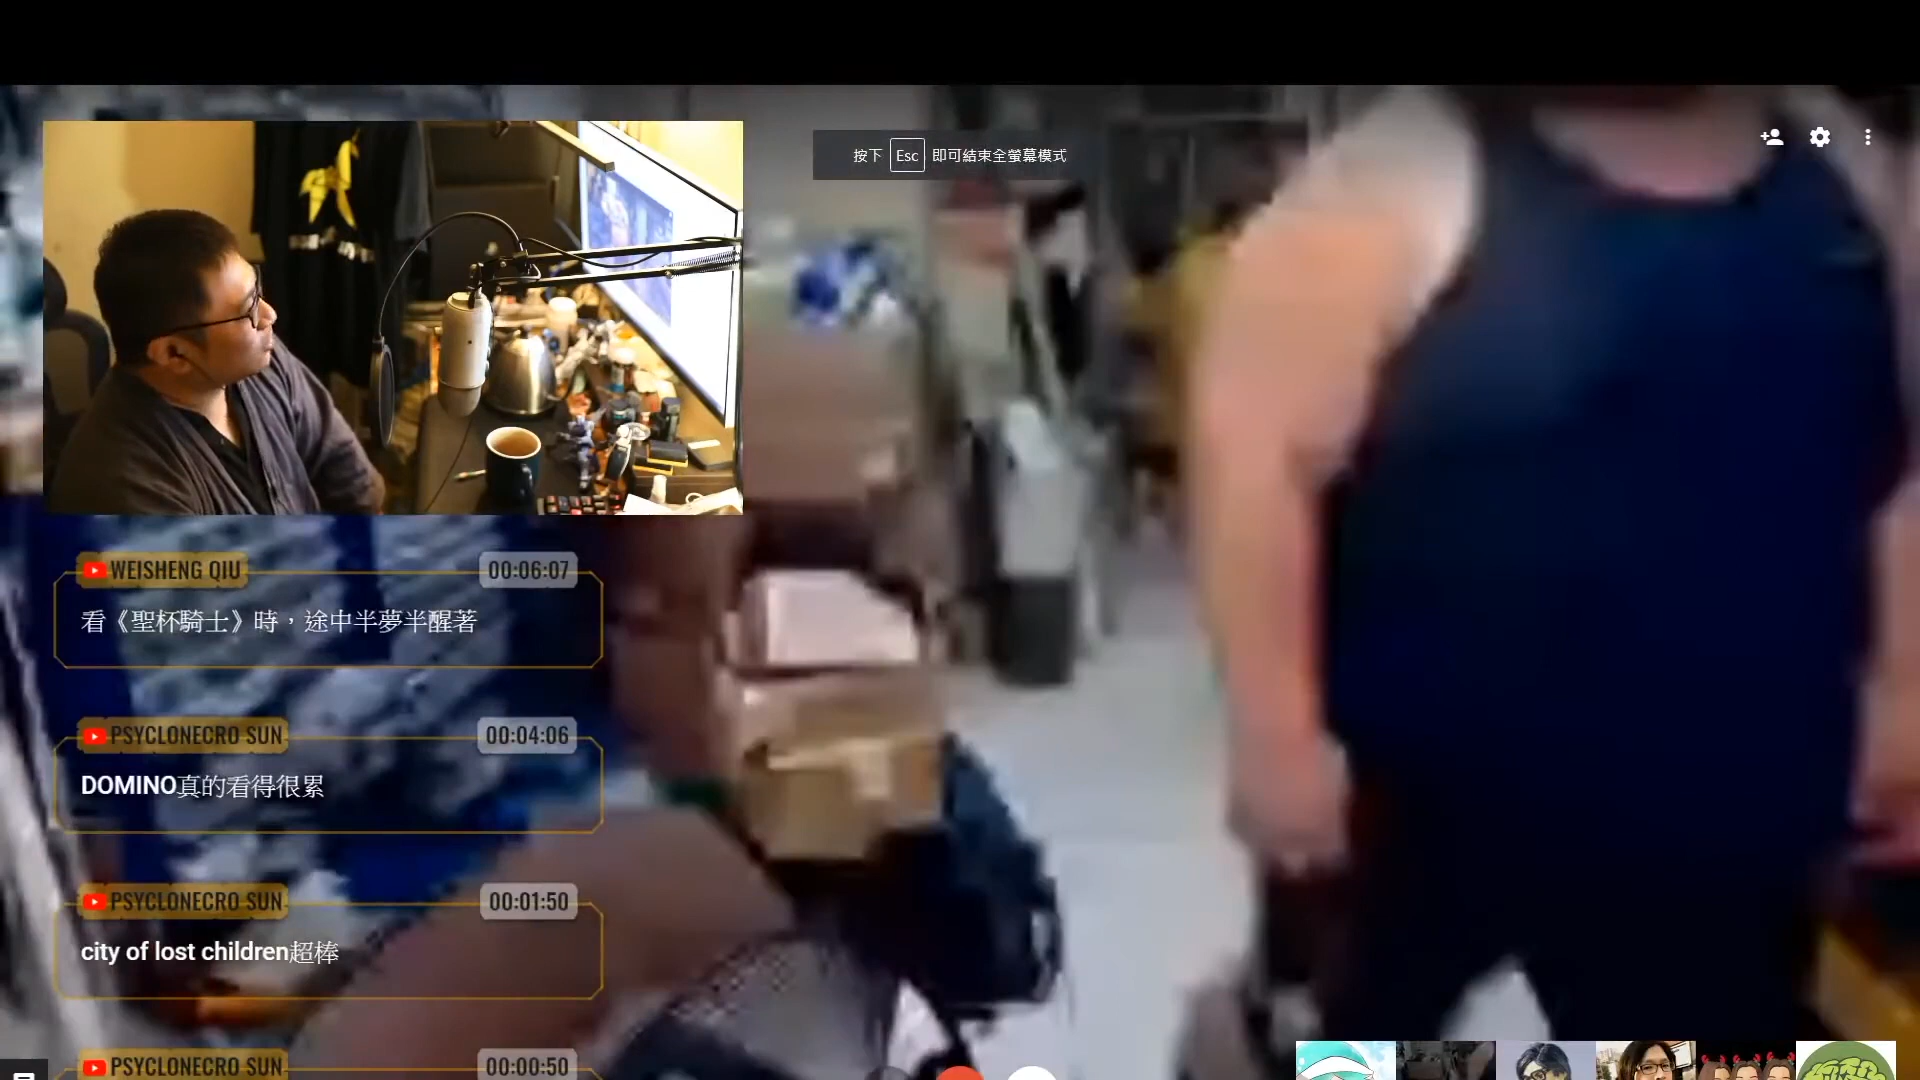 按下 Esc 即可結束全螢幕模式
WEISHENG QIU 00:06:07
看《聖杯騎士》時，途中半夢半醒著
PSYCLONECRO SUN 00:04:06
DOMINO真的看得很累
PSYCLONECRO SUN 00:01:50
city of lost children超棒
PSYCLONECRO SUN 00:00:50